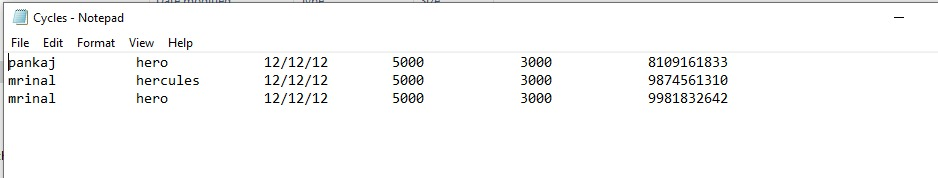 Cycles - Notepad
File Edit Format View Help
pankaj hero 12/12/12 5000 3000 8109161833
mrinal hercules 12/12/12 5000 3000 9874561310
mrinal hero 12/12/12 5000 3000 9981832642